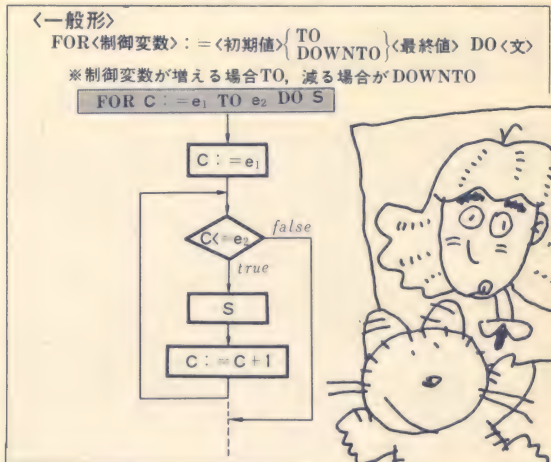 〈一般形〉
FOR〈制御変数〉:=〈初期値〉{TO
DOWNTO}〈最終値〉 DO〈文〉
※制御変数が増える場合TO，減る場合がDOWNTO
FOR C:=e₁ TO e₂ DO S
C:=e₁
C<=e₂
false
true
S
C:=C+1